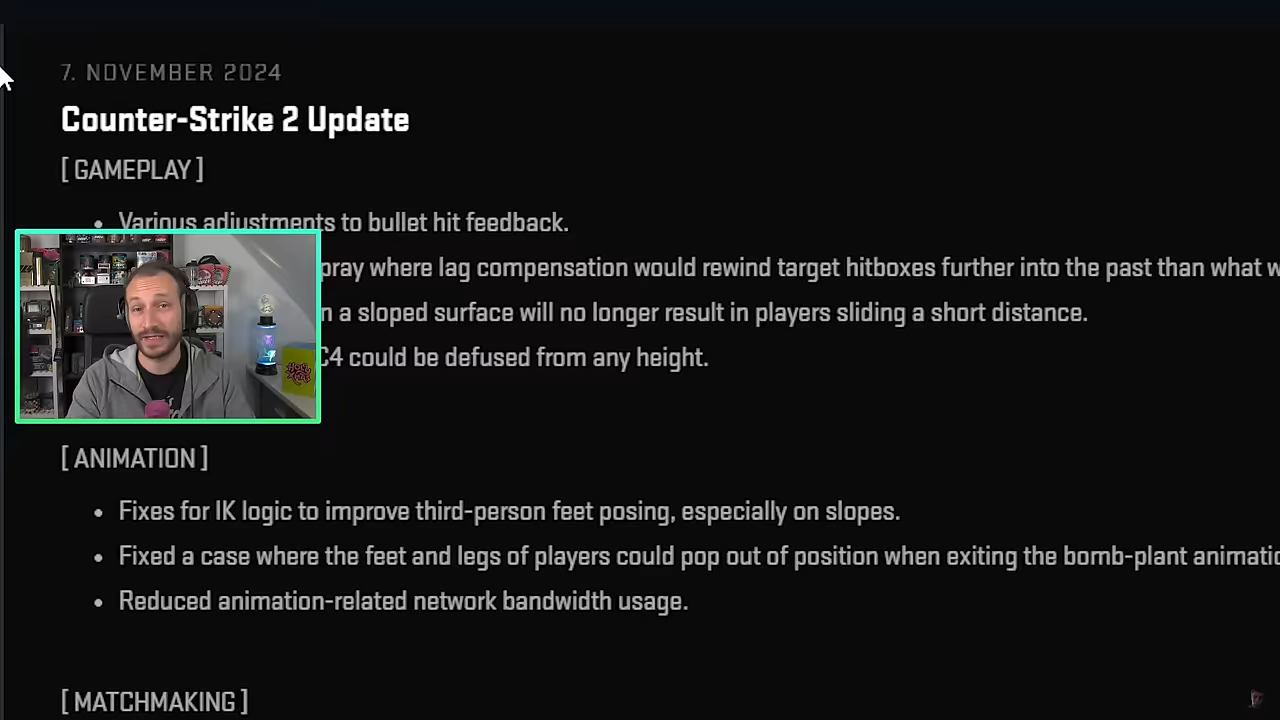 7. NOVEMBER 2024
Counter-Strike 2 Update
[ GAMEPLAY ]
• Various adjustments to bullet hit feedback.
pray where lag compensation would rewind target hitboxes further into the past than what w
n a sloped surface will no longer result in players sliding a short distance.
C4 could be defused from any height.
[ ANIMATION ]
• Fixes for IK logic to improve third-person feet posing, especially on slopes.
• Fixed a case where the feet and legs of players could pop out of position when exiting the bomb-plant animatio
• Reduced animation-related network bandwidth usage.
[ MATCHMAKING ]